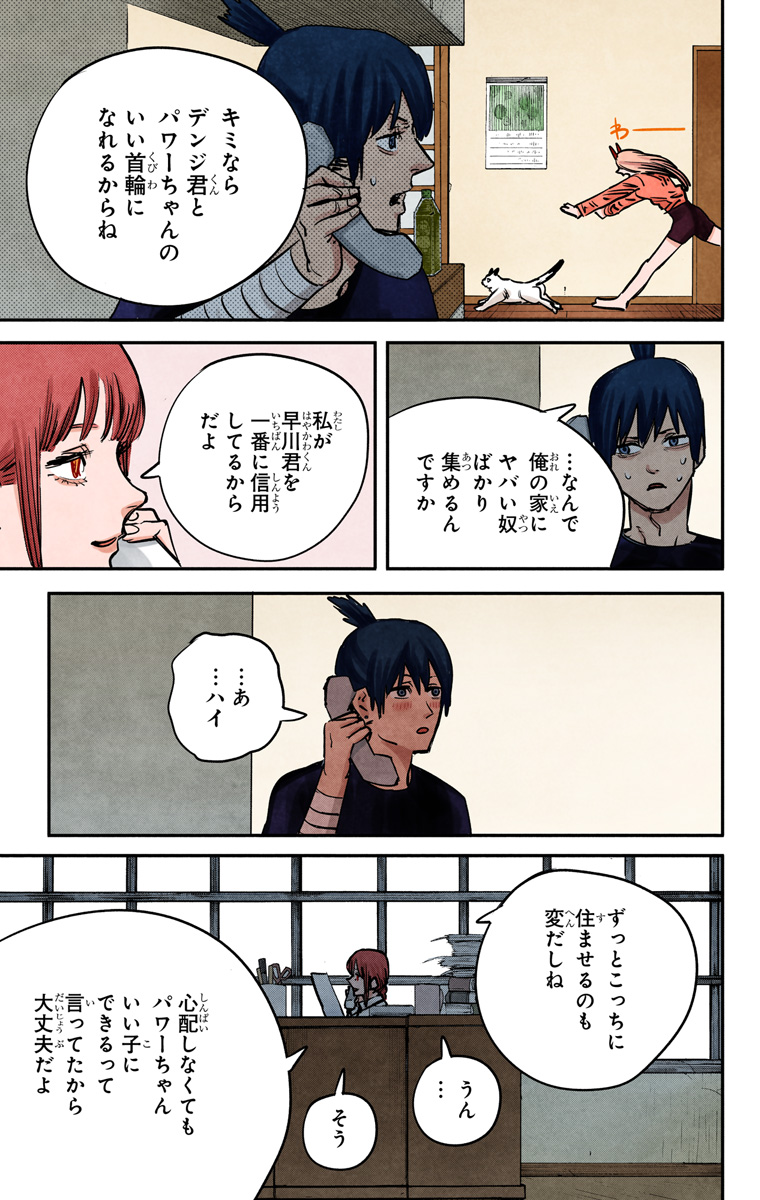 キミなら
デンジ君と
パワーちゃんの
いい首輪に
なれるからね
わー
…なんで
俺の家に
ヤバい奴
ばかり
集めるん
ですか
私が
早川君を
一番に信用
してるから
だよ
…あ
…ハイ
ずっとこっちに
住ませるのも
変だしね
うん
…
そう
心配しなくても
パワーちゃん
いい子に
できるって
言ってたから
大丈夫だよ